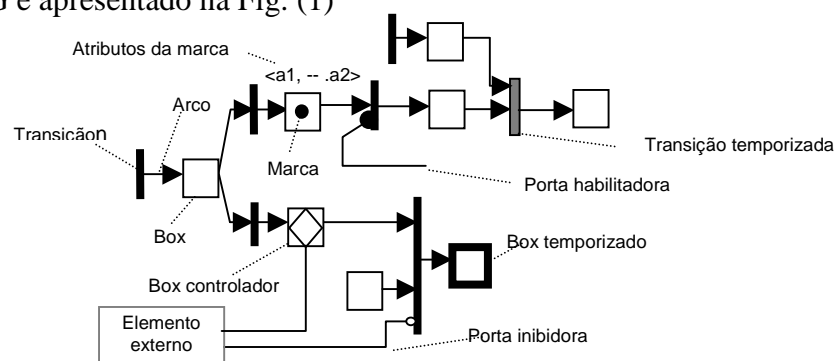 G é apresentado na Fig. (1)
Atributos da marca
<a1, -- .a2>
Arco
Transicãon
Marca
Transição temporizada
Porta habilitadora
Box
Box temporizado
Box controlador
Elemento
externo
Porta inibidora